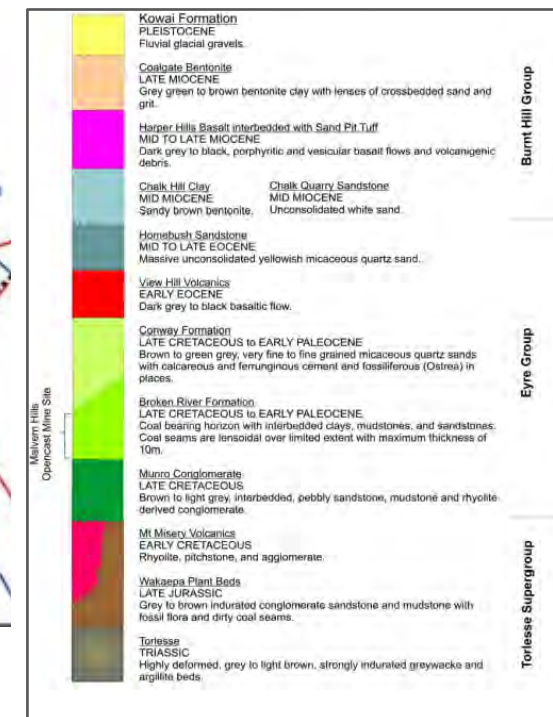 Kowai Formation
PLEISTOCENE
Fluvial glacial gravels.
Coalgate Bentonite
LATE MIOCENE
Grey green to brown bentonite clay with lenses of crossbedded sand and
grit.
Harper Hills Basalt interbedded with Sand Pit Tuff
MID TO LATE MIOCENE
Dark grey to black, porphyritic and vesicular basalt flows and volcanigenic
debris.
Chalk Hill Clay
MID MIOCENE
Sandy brown bentonite.
Chalk Quarry Sandstone
MID MIOCENE
Unconsolidated white sand.
Homebush Sandstone
MID TO LATE EOCENE
Massive unconsolidated yellowish micaceous quartz sand.
View Hill Volcanics
EARLY EOCENE
Dark grey to black basaltic flow.
Conway Formation
LATE CRETACEOUS to EARLY PALEOCENE
Brown to green grey, very fine to fine grained micaceous quartz sands
with calcareous and ferrunginous cement and fossiliferous (Ostrea) in
places.
Broken River Formation
LATE CRETACEOUS to EARLY PALEOCENE
Coal bearing horizon with interbedded clays, mudstones, and sandstones.
Coal seams are lensoidal over limited extent with maximum thickness of
10m.
Munro Conglomerate
LATE CRETACEOUS
Brown to light grey, interbedded, pebbly sandstone, mudstone and rhyolite
derived conglomerate.
Mt Misery Volcanics
EARLY CRETACEOUS
Rhyolite, pitchstone, and agglomerate.
Wakaepa Plant Beds
LATE JURASSIC
Grey to brown indurated conglomerate sandstone and mudstone with
fossil flora and dirty coal seams.
Torlesse
TRIASSIC
Highly deformed, grey to light brown, strongly indurated greywacke and
argillite beds.
Malvern Hills
Opencast Mine Site
Burnt Hill Group
Eyre Group
Torlesse Supergroup